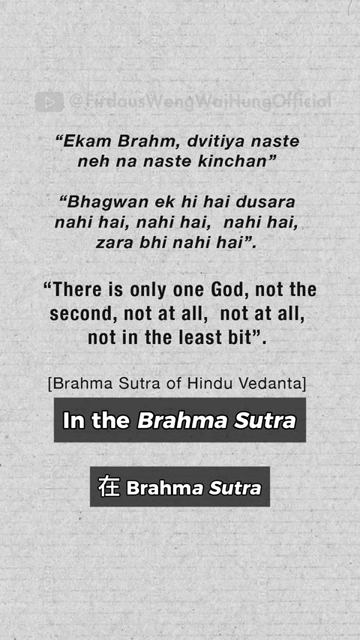 @FirdausWongWaiHungOfficial
“Ekam Brahm, dvitiya naste
neh na naste kinchan”
“Bhagwan ek hi hai dusara
nahi hai, nahi hai, nahi hai,
zara bhi nahi hai”.
“There is only one God, not the
second, not at all, not at all,
not in the least bit”.
[Brahma Sutra of Hindu Vedanta]
In the Brahma Sutra
在 Brahma Sutra